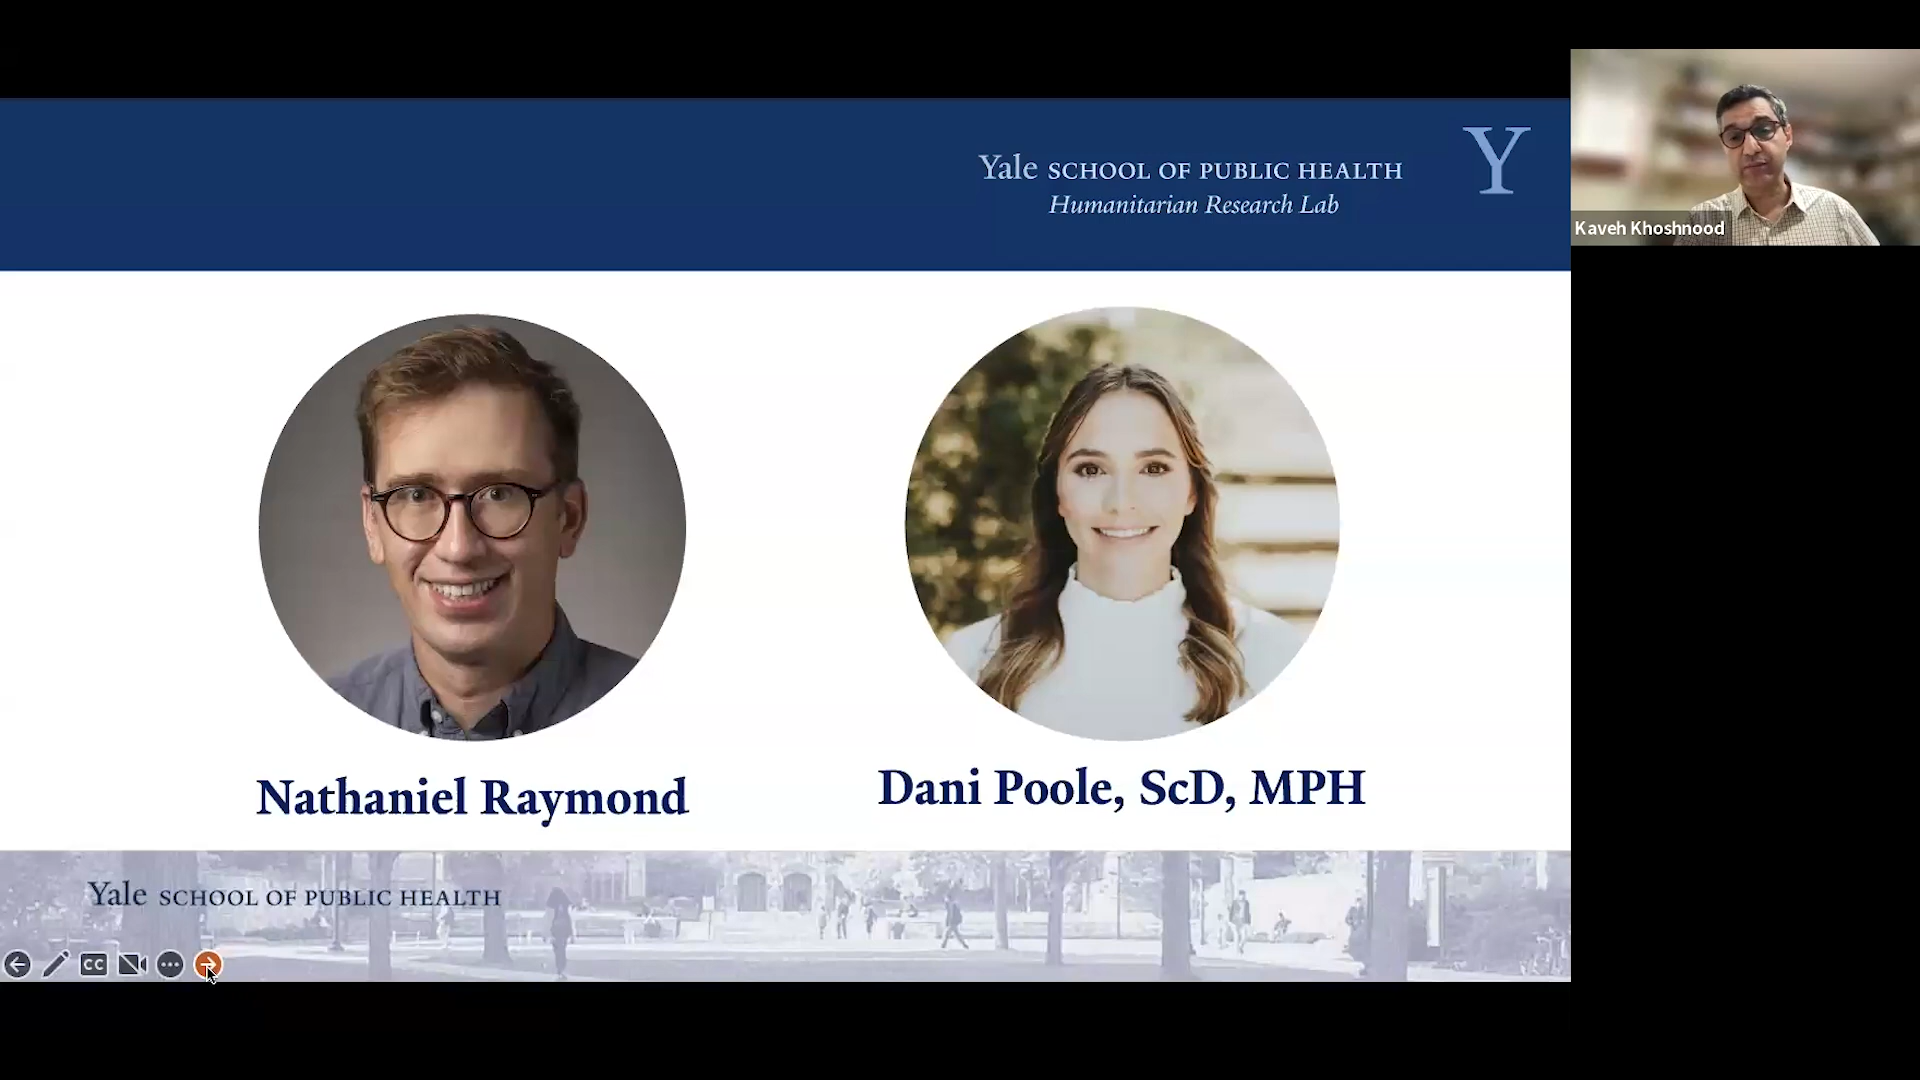 Yale SCHOOL OF PUBLIC HEALTH
Humanitarian Research Lab
Y
Kaveh Khoshnood
Nathaniel Raymond
Dani Poole, ScD, MPH
Yale SCHOOL OF PUBLIC HEALTH
CC